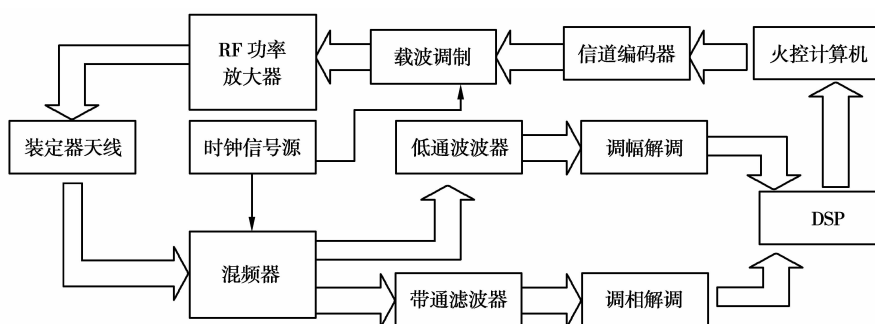 RF 功率
放大器
载波调制
信道编码器
火控计算机
装定器天线
时钟信号源
低通波波器
调幅解调
DSP
混频器
带通滤波器
调相解调